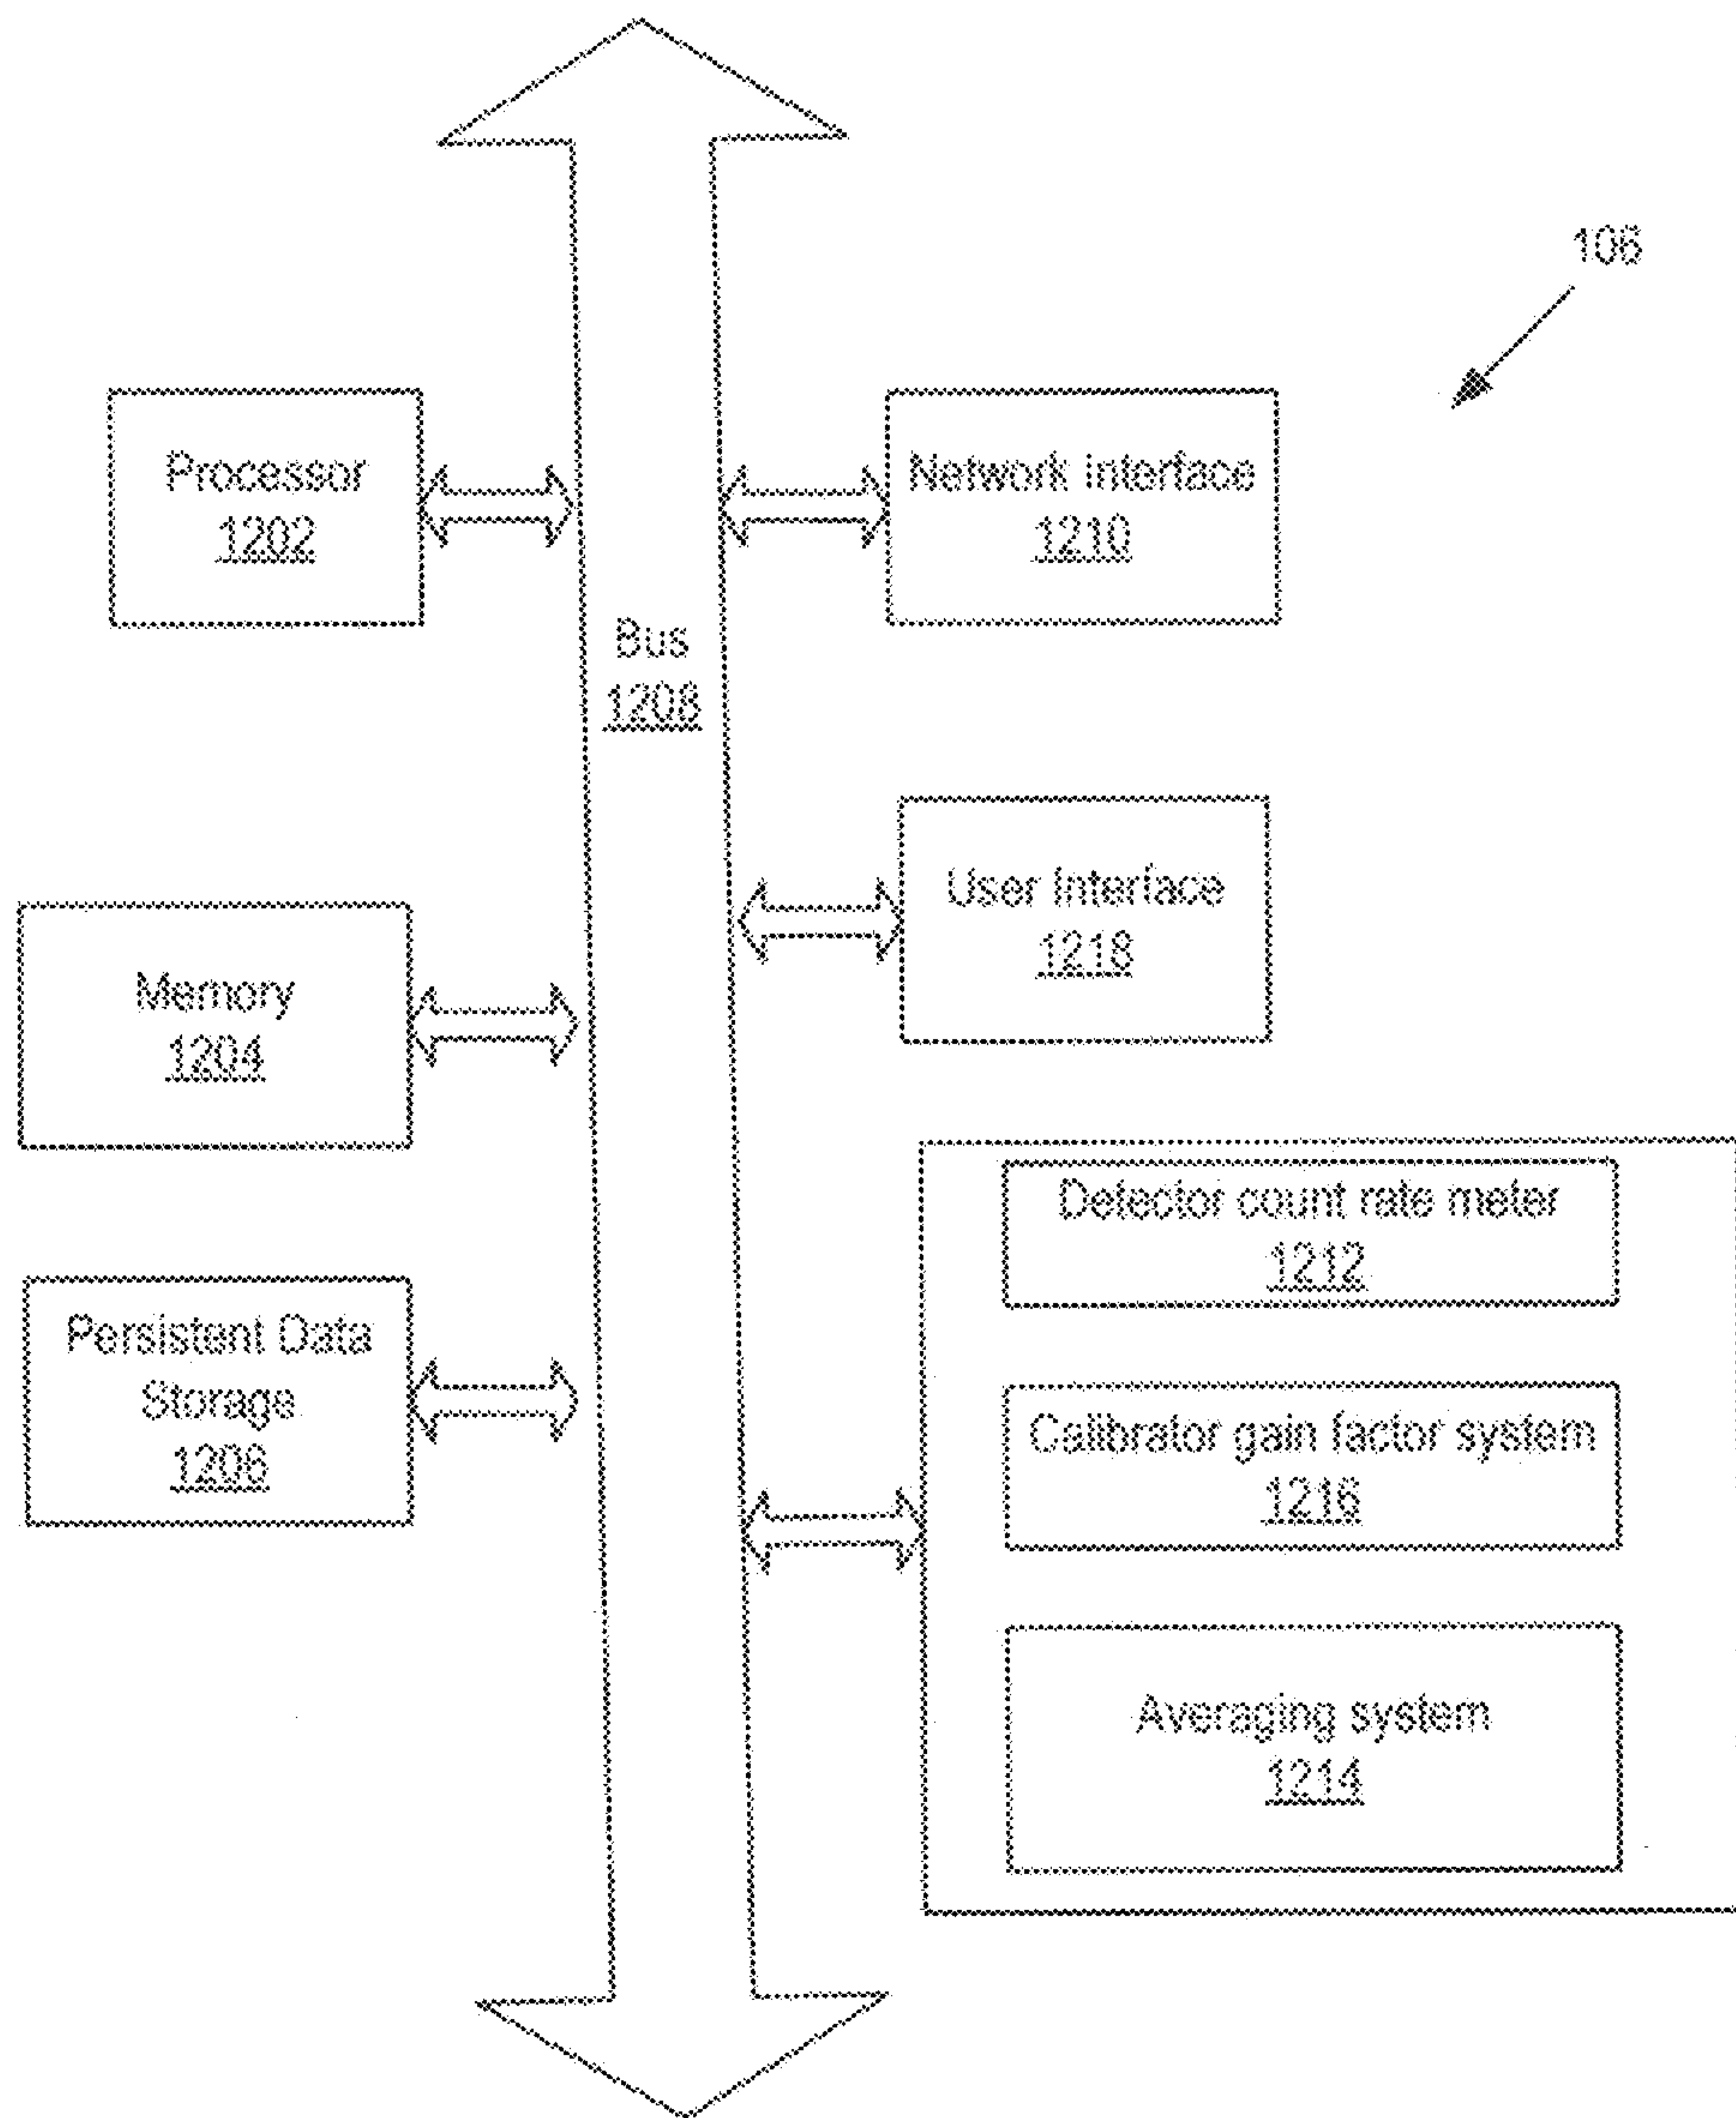 106
Processor
1202
Network interface
1210
Bus
1208
User Interface
1218
Memory
1204
Detector count rate meter
1212
Persistent Data
Storage
1206
Calibrator gain factor system
1216
Averaging system
1214